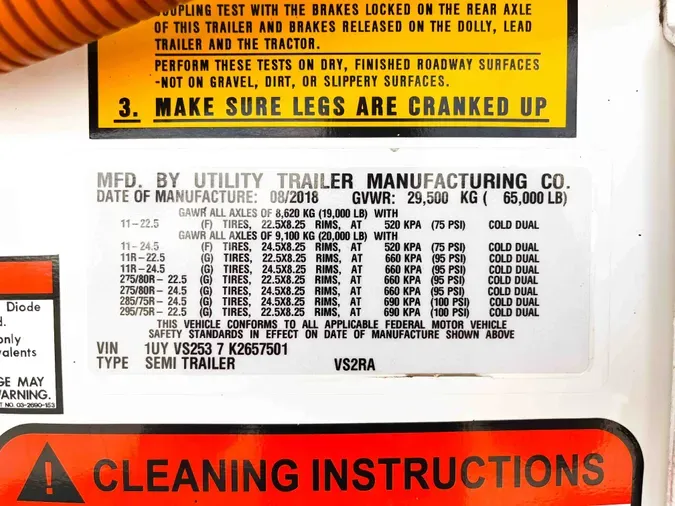 OUPLING TEST WITH THE BRAKES LOCKED ON THE REAR AXLE
OF THIS TRAILER AND BRAKES RELEASED ON THE DOLLY, LEAD
TRAILER AND THE TRACTOR.
PERFORM THESE TESTS ON DRY, FINISHED ROADWAY SURFACES
-NOT ON GRAVEL, DIRT, OR SLIPPERY SURFACES.
3. MAKE SURE LEGS ARE CRANKED UP
MFD. BY UTILITY TRAILER MANUFACTURING CO.
DATE OF MANUFACTURE: 08/2018 GVWR: 29,500 KG ( 65,000 LB)
GAWR ALL AXLES OF 8,620 KG (19,000 LB) WITH
11-22.5 (F) TIRES, 22.5X8.25 RIMS, AT 520 KPA (75 PSI) COLD DUAL
GAWR ALL AXLES OF 9,100 KG (20,000 LB) WITH
11-24.5 (F) TIRES, 24.5X8.25 RIMS, AT 520 KPA (75 PSI) COLD DUAL
11R-22.5 (G) TIRES, 22.5X8.25 RIMS, AT 660 KPA (95 PSI) COLD DUAL
11R-24.5 (G) TIRES, 24.5X8.25 RIMS, AT 660 KPA (95 PSI) COLD DUAL
275/80R-22.5 (G) TIRES, 22.5X8.25 RIMS, AT 660 KPA (95 PSI) COLD DUAL
275/80R-24.5 (G) TIRES, 24.5X8.25 RIMS, AT 660 KPA (95 PSI) COLD DUAL
285/75R-24.5 (G) TIRES, 24.5X8.25 RIMS, AT 690 KPA (100 PSI) COLD DUAL
295/75R-22.5 (G) TIRES, 22.5X8.25 RIMS, AT 690 KPA (100 PSI) COLD DUAL
THIS VEHICLE CONFORMS TO ALL APPLICABLE FEDERAL MOTOR VEHICLE
SAFETY STANDARDS IN EFFECT ON DATE OF MANUFACTURE SHOWN ABOVE
VIN 1UY VS253 7 K2657501
TYPE SEMI TRAILER VS2RA
Diode
d.
only
valents
GE MAY
WARNING.
T NO. 03-2690-153
CLEANING INSTRUCTIONS